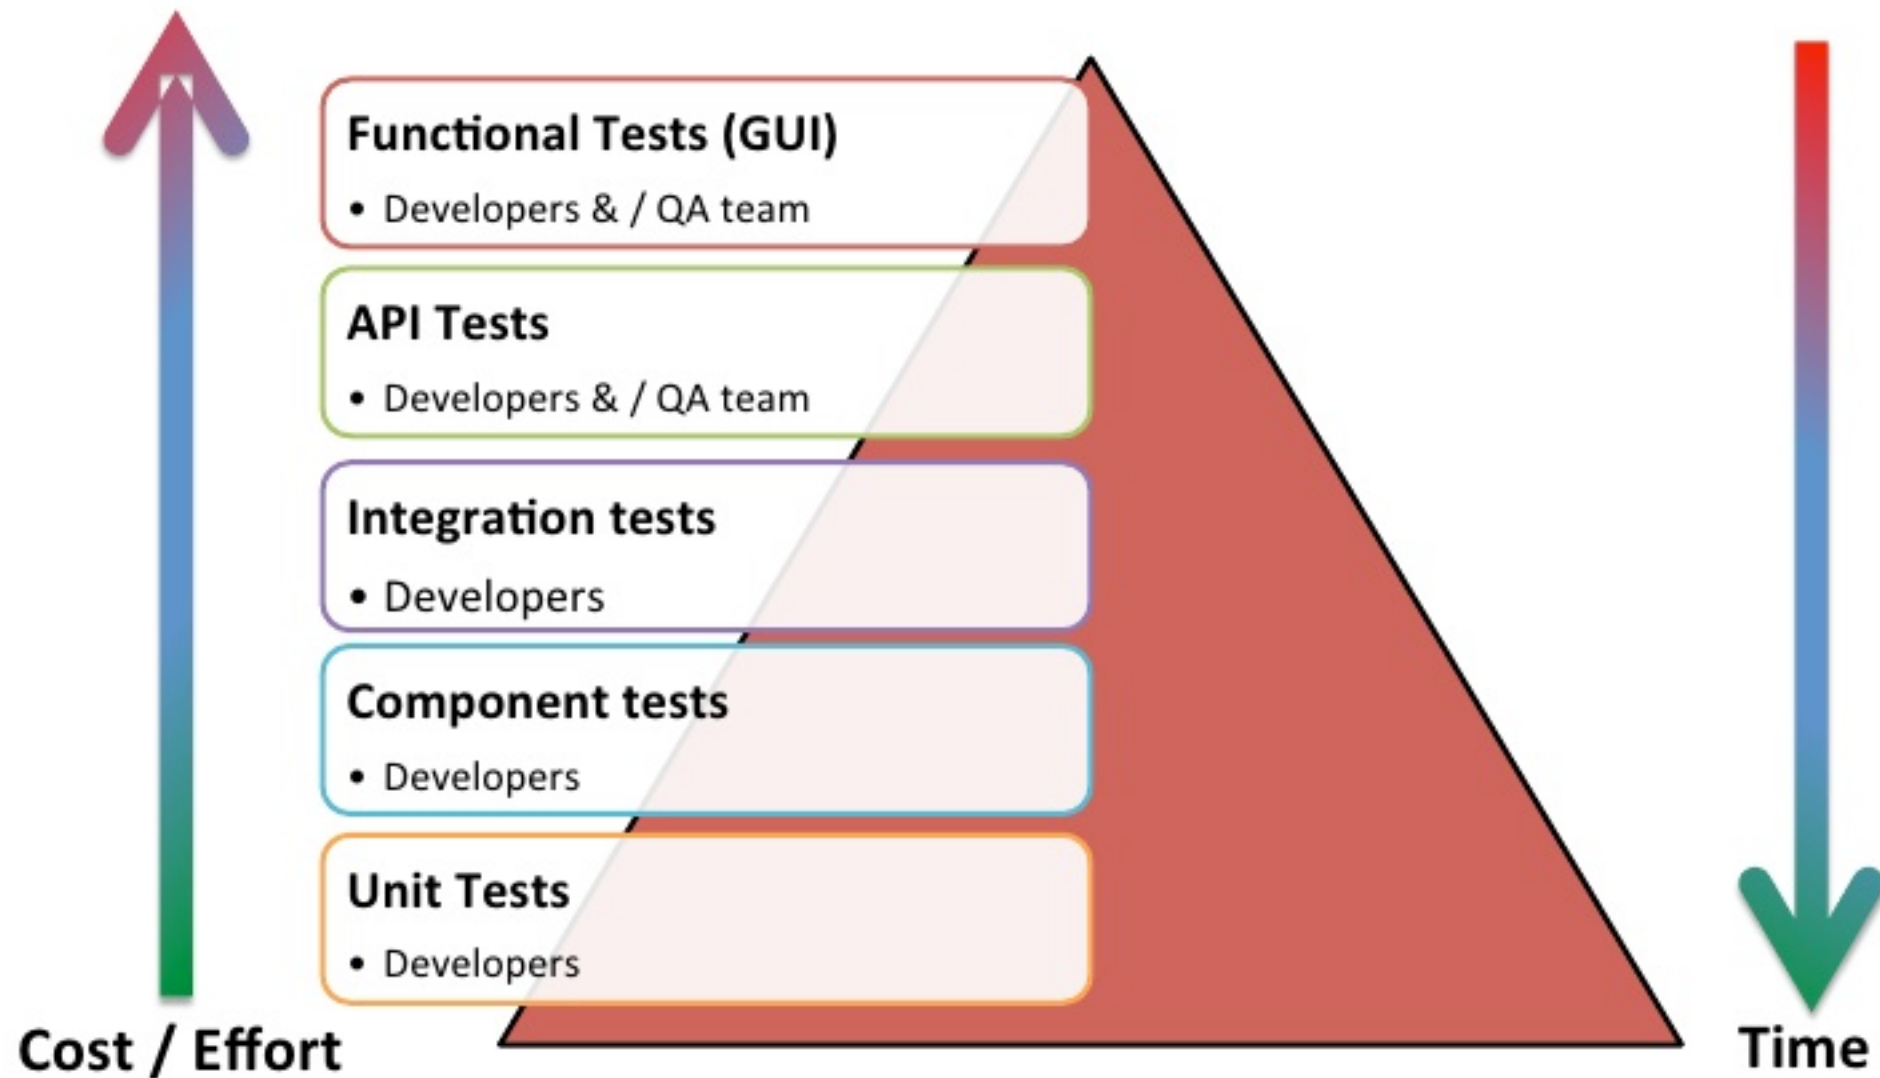 Functional Tests (GUI)
• Developers & / QA team
API Tests
• Developers & / QA team
Integration tests
• Developers
Component tests
• Developers
Unit Tests
• Developers
Cost / Effort
Time